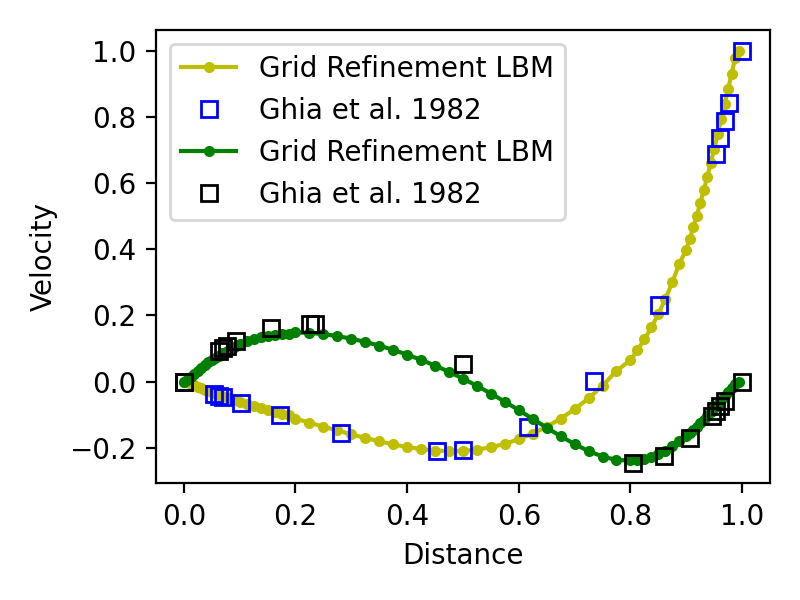 1.0
0.8
0.6
0.4
0.2
0.0
−0.2
Velocity
Grid Refinement LBM
Ghia et al. 1982
Grid Refinement LBM
Ghia et al. 1982
0.0 0.2 0.4 0.6 0.8 1.0
Distance